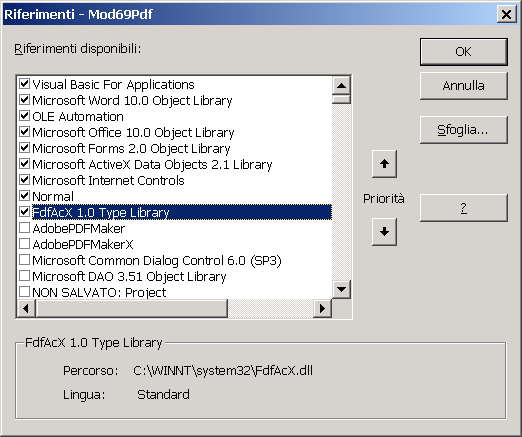 Riferimenti - Mod69Pdf
Riferimenti disponibili:
Visual Basic For Applications
Microsoft Word 10.0 Object Library
OLE Automation
Microsoft Office 10.0 Object Library
Microsoft Forms 2.0 Object Library
Microsoft ActiveX Data Objects 2.1 Library
Microsoft Internet Controls
Normal
FdfAcX 1.0 Type Library
AdobePDFMaker
AdobePDFMakerX
Microsoft Common Dialog Control 6.0 (SP3)
Microsoft DAO 3.51 Object Library
NON SALVATO: Project
Priorità
OK
Annulla
Sfoglia...
?
FdfAcX 1.0 Type Library
Percorso: C:\WINNT\system32\FdfAcX.dll
Lingua: Standard